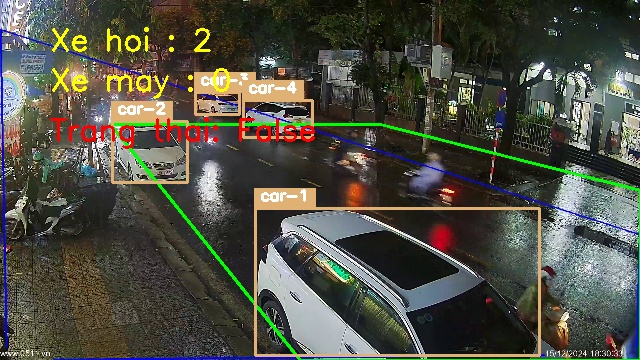 Xe hoi : 2
Xe may : 0
car-3
car-4
car-2
Trang thai: False
car-1
15/12/2024 18:30:33